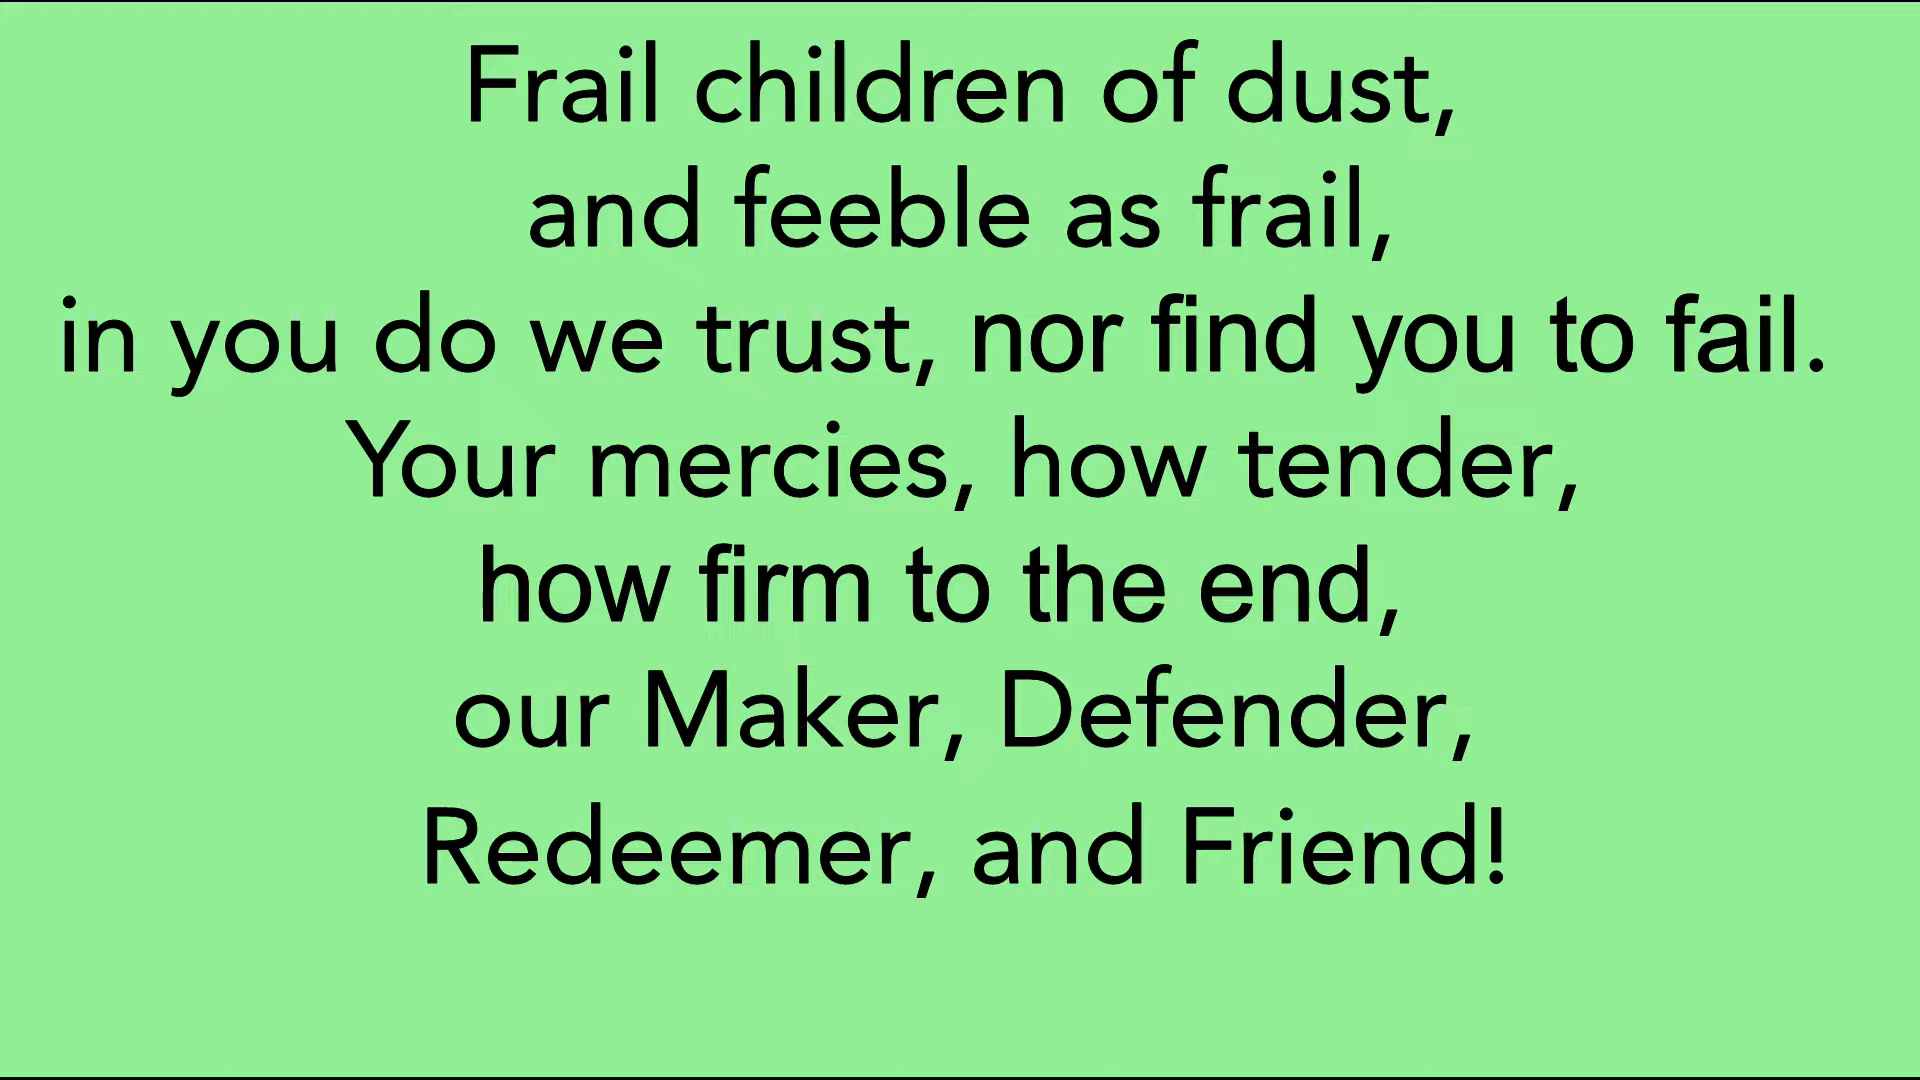 Frail children of dust,
and feeble as frail,
in you do we trust, nor find you to fail.
Your mercies, how tender,
how firm to the end,
our Maker, Defender,
Redeemer, and Friend!